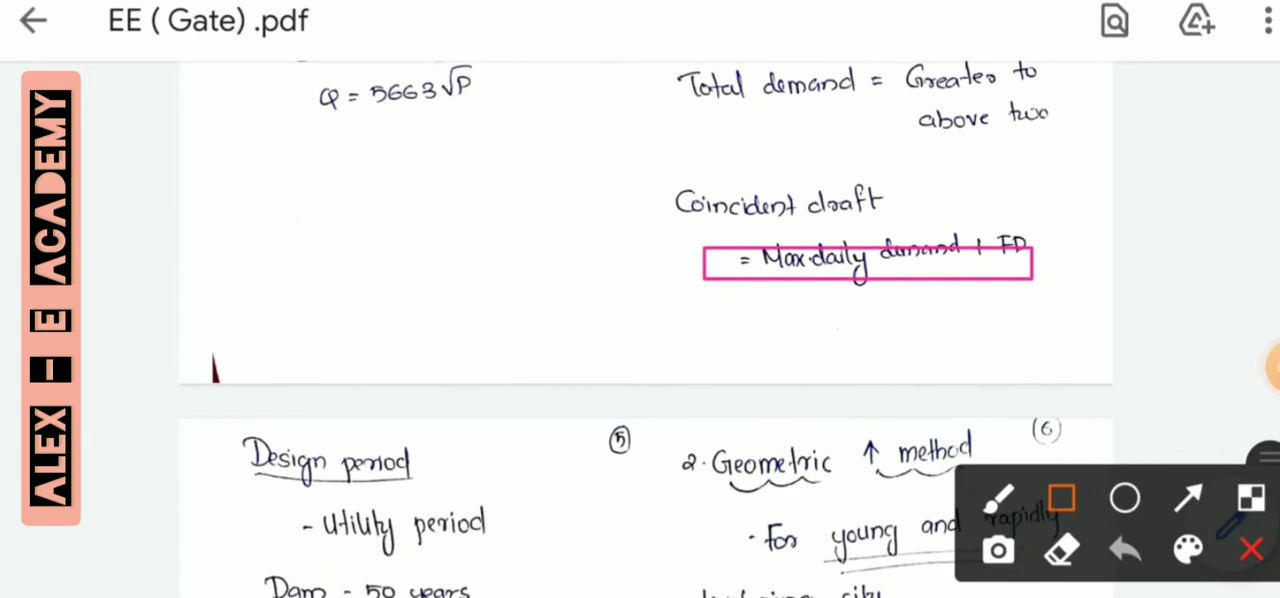 EE ( Gate) .pdf
ALEX - E ACADEMY
Q = 5663√P
Total demand = Greater to
above two
Coincident draft
= Max.daily demand + FD
Design period
- Utility period
Dam - 50 years
(5)
(6)
2. Geometric ↑ method
• For young and rapidly
city